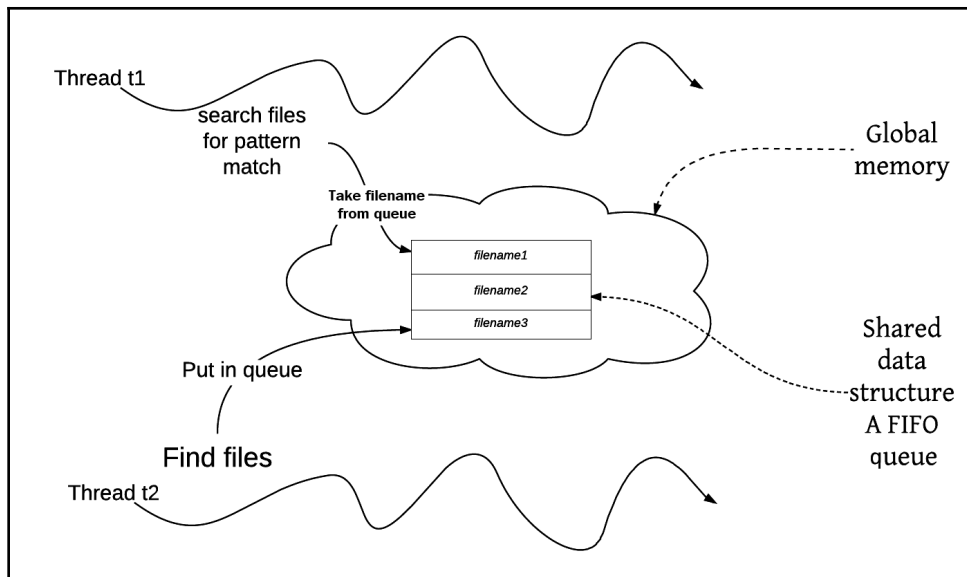 Thread t1
search files
for pattern
match
Take filename
from queue
Global
memory
filename1
filename2
filename3
Put in queue
Shared
data
structure
A FIFO
queue
Find files
Thread t2